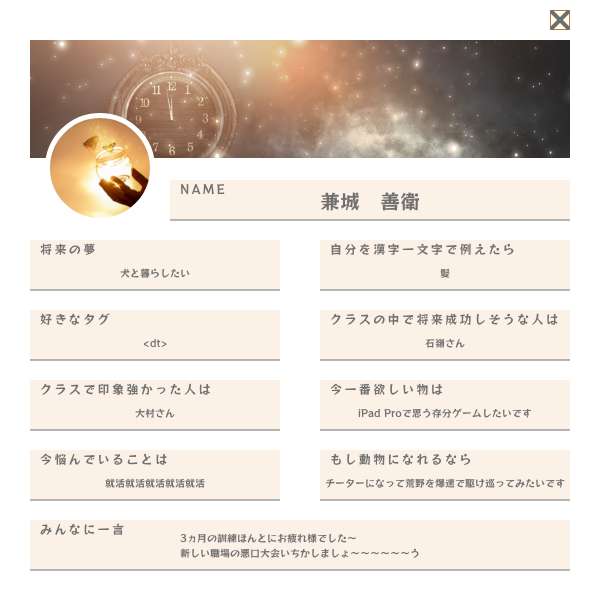 NAME
兼城　善衛
将来の夢
犬と暮らしたい
自分を漢字一文字で例えたら
髪
好きなタグ
<dt>
クラスの中で将来成功しそうな人は
石嶺さん
クラスで印象強かった人は
大村さん
今一番欲しい物は
iPad Proで思う存分ゲームしたいです
今悩んでいることは
就活就活就活就活就活
もし動物になれるなら
チーターになって荒野を爆速で駆け巡ってみたいです
みんなに一言
3ヵ月の訓練ほんとにお疲れ様でした～
新しい職場の悪口大会いちかしましょ～～～～～～う